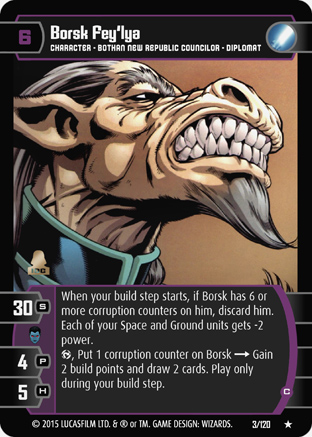 6
Borsk Fey'lya
CHARACTER - BOTHAN NEW REPUBLIC COUNCILOR - DIPLOMAT
IDC
30 S
4 P
5 H
When your build step starts, if Borsk has 6 or
more corruption counters on him, discard him.
Each of your Space and Ground units gets -2
power.
, Put 1 corruption counter on Borsk → Gain
2 build points and draw 2 cards. Play only
during your build step.
C
© 2015 LUCASFILM LTD. & ® or TM. GAME DESIGN: WIZARDS.
3/120 ★